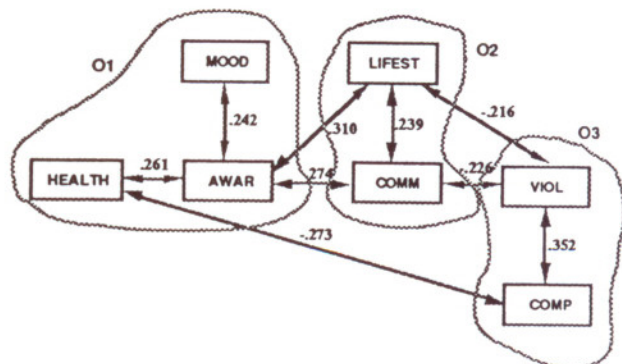 O1
MOOD
LIFEST
O2
.242
.310
.239
-.216
O3
HEALTH
.261
AWAR
.274
COMM
-.226
VIOL
-.273
.352
COMP